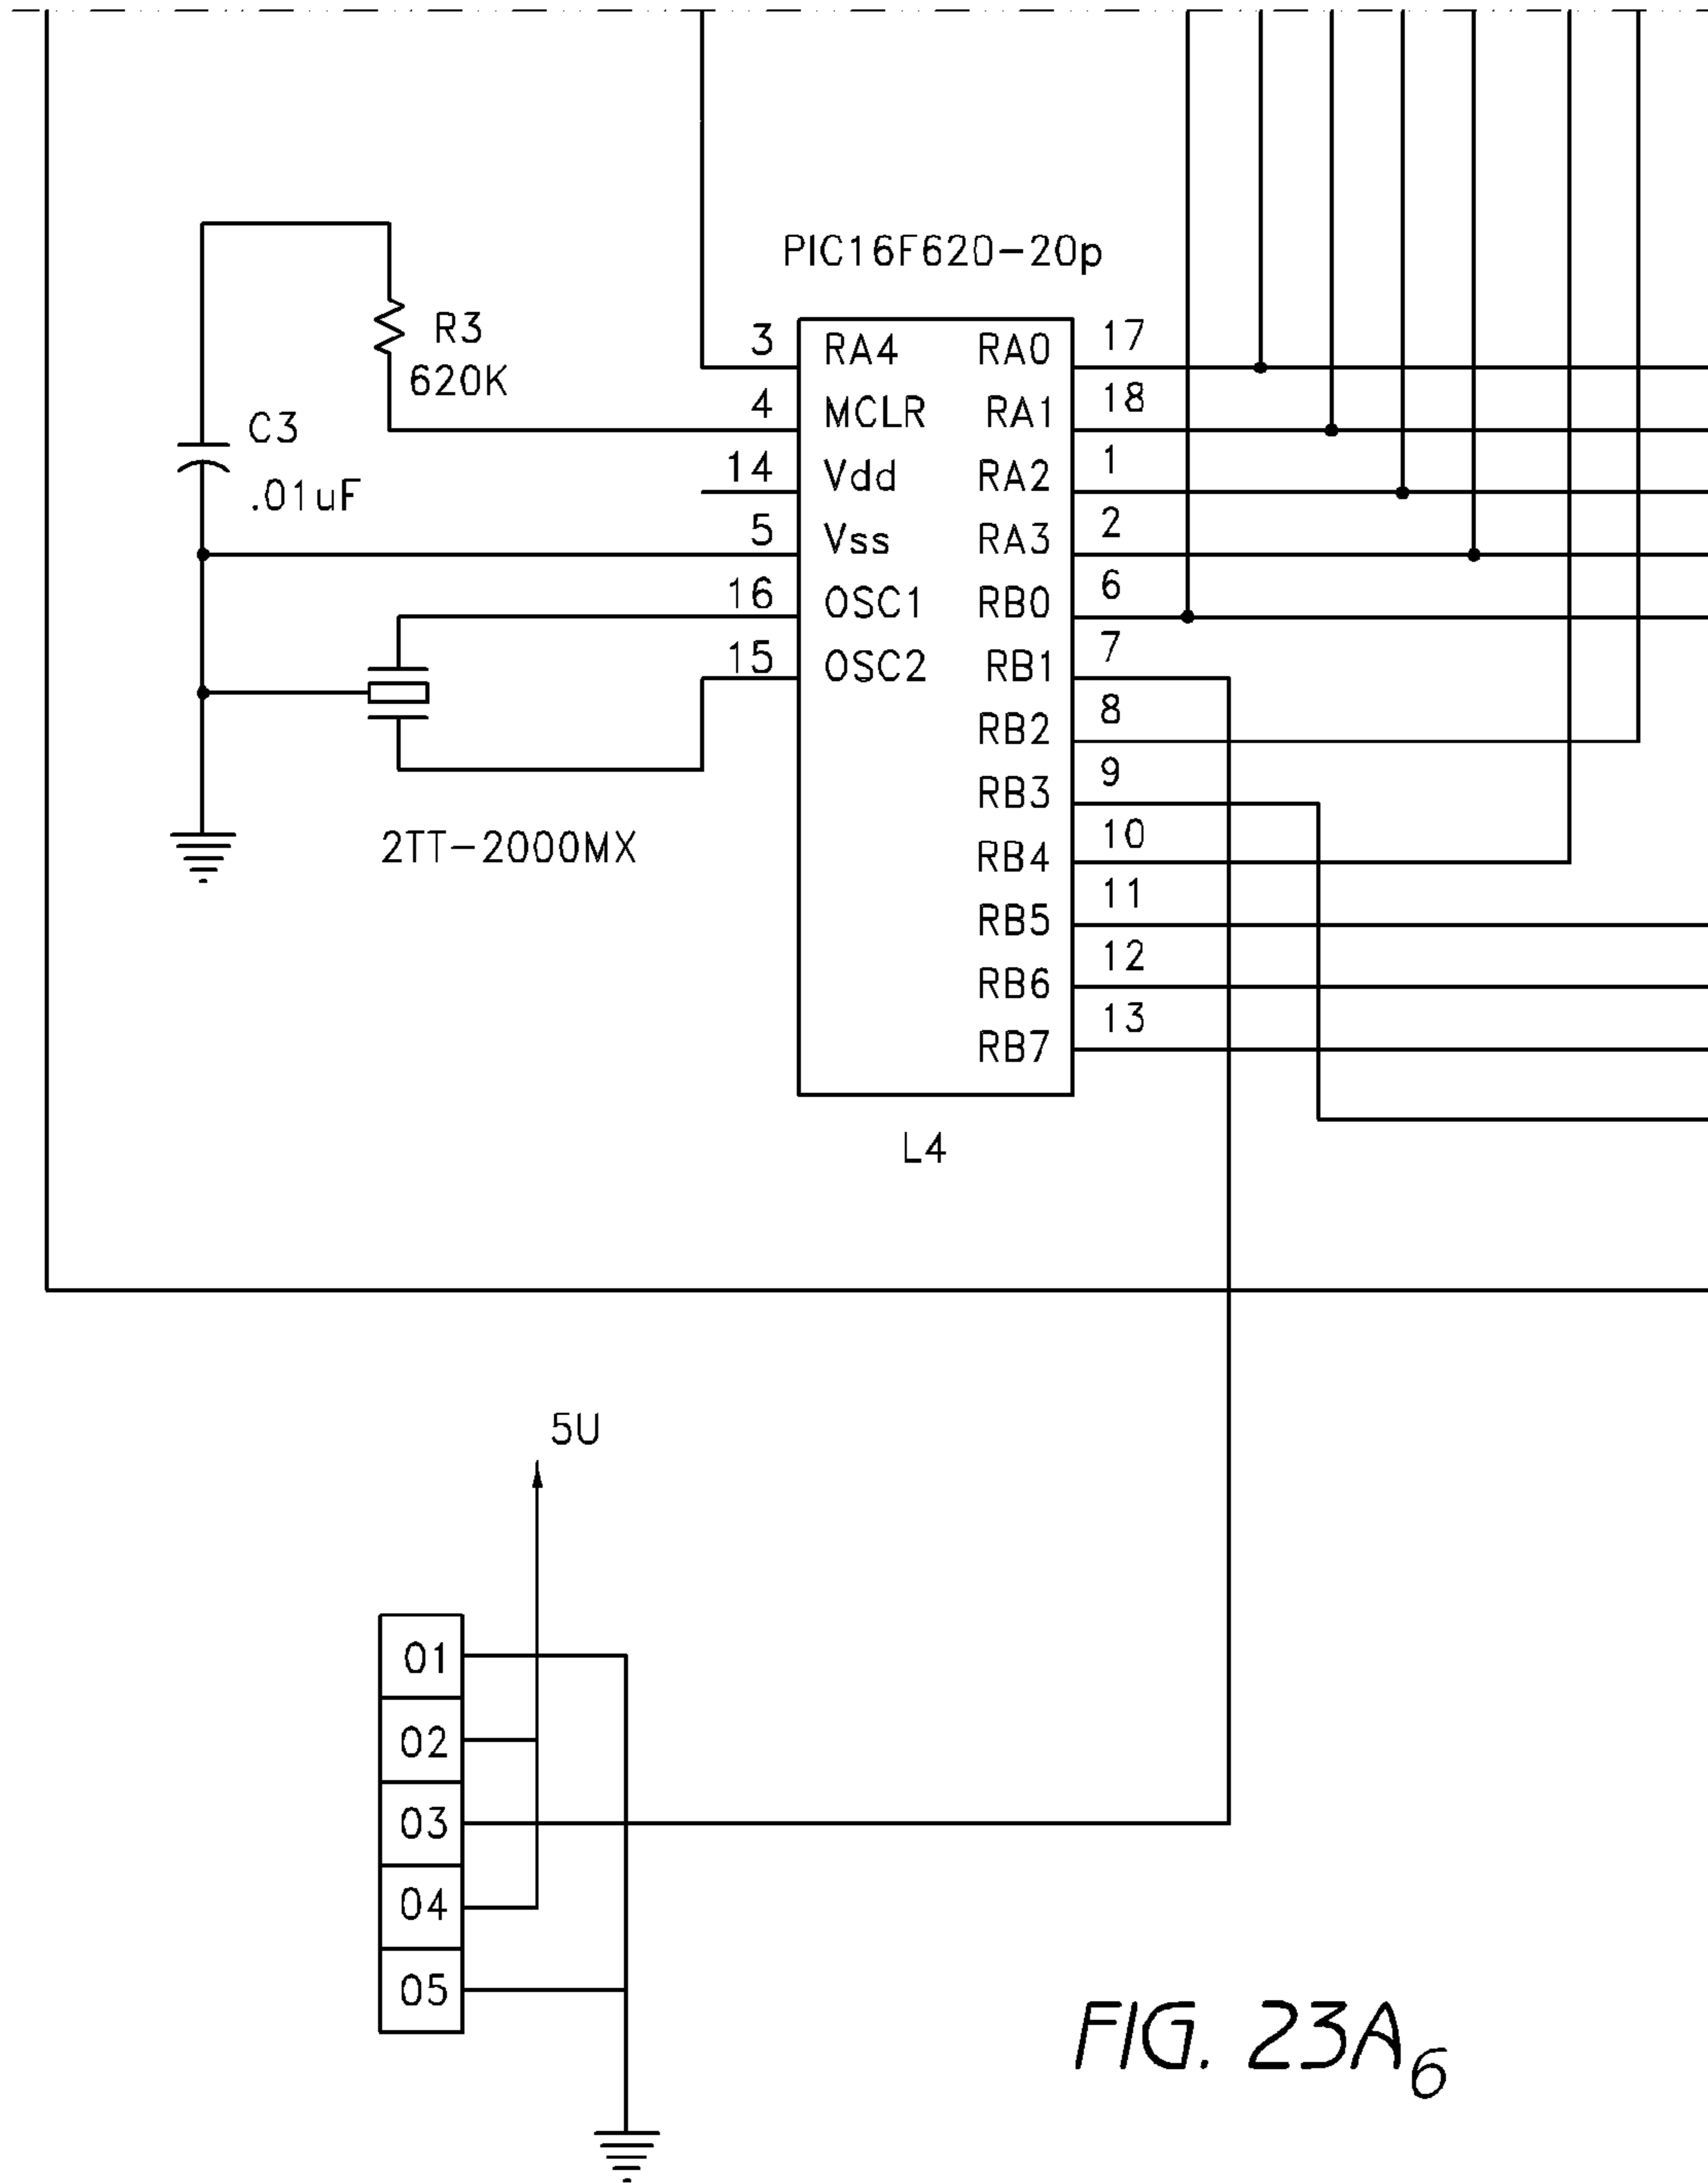 PIC16F620-20p
R3
620K
C3
.01uF
3 RA4 RA0 17
4 MCLR RA1 18
14 Vdd RA2 1
5 Vss RA3 2
16 OSC1 RB0 6
15 OSC2 RB1 7
RB2 8
RB3 9
RB4 10
RB5 11
RB6 12
RB7 13
2TT-2000MX
L4
5U
01
02
03
04
05
FIG. 23A6